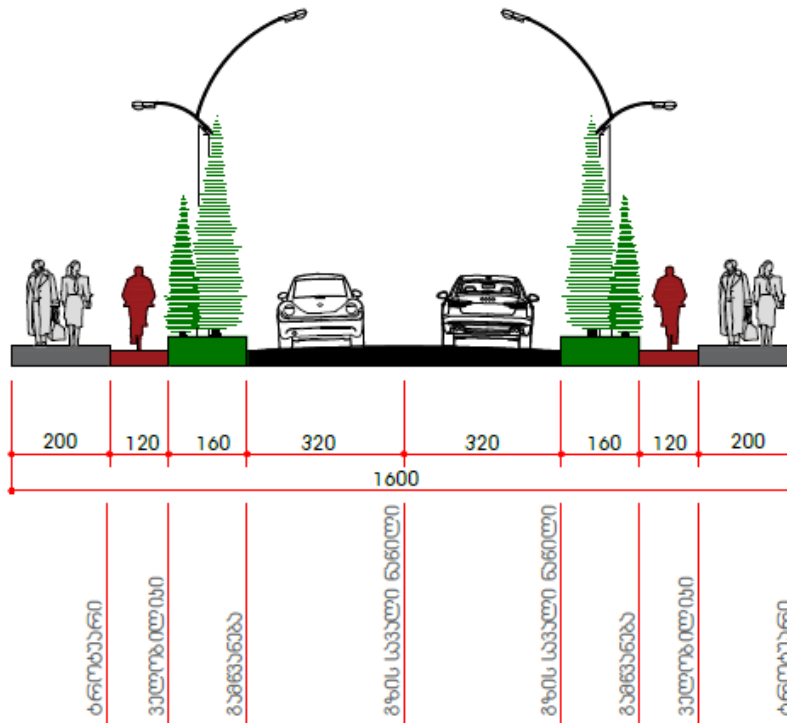 200
120
160
320
320
160
120
200
1600
ტროტუარი
ველობილიკი
გამწვანება
გზის სავალი ნაწილი
გზის სავალი ნაწილი
გამწვანება
ველობილიკი
ტროტუარი